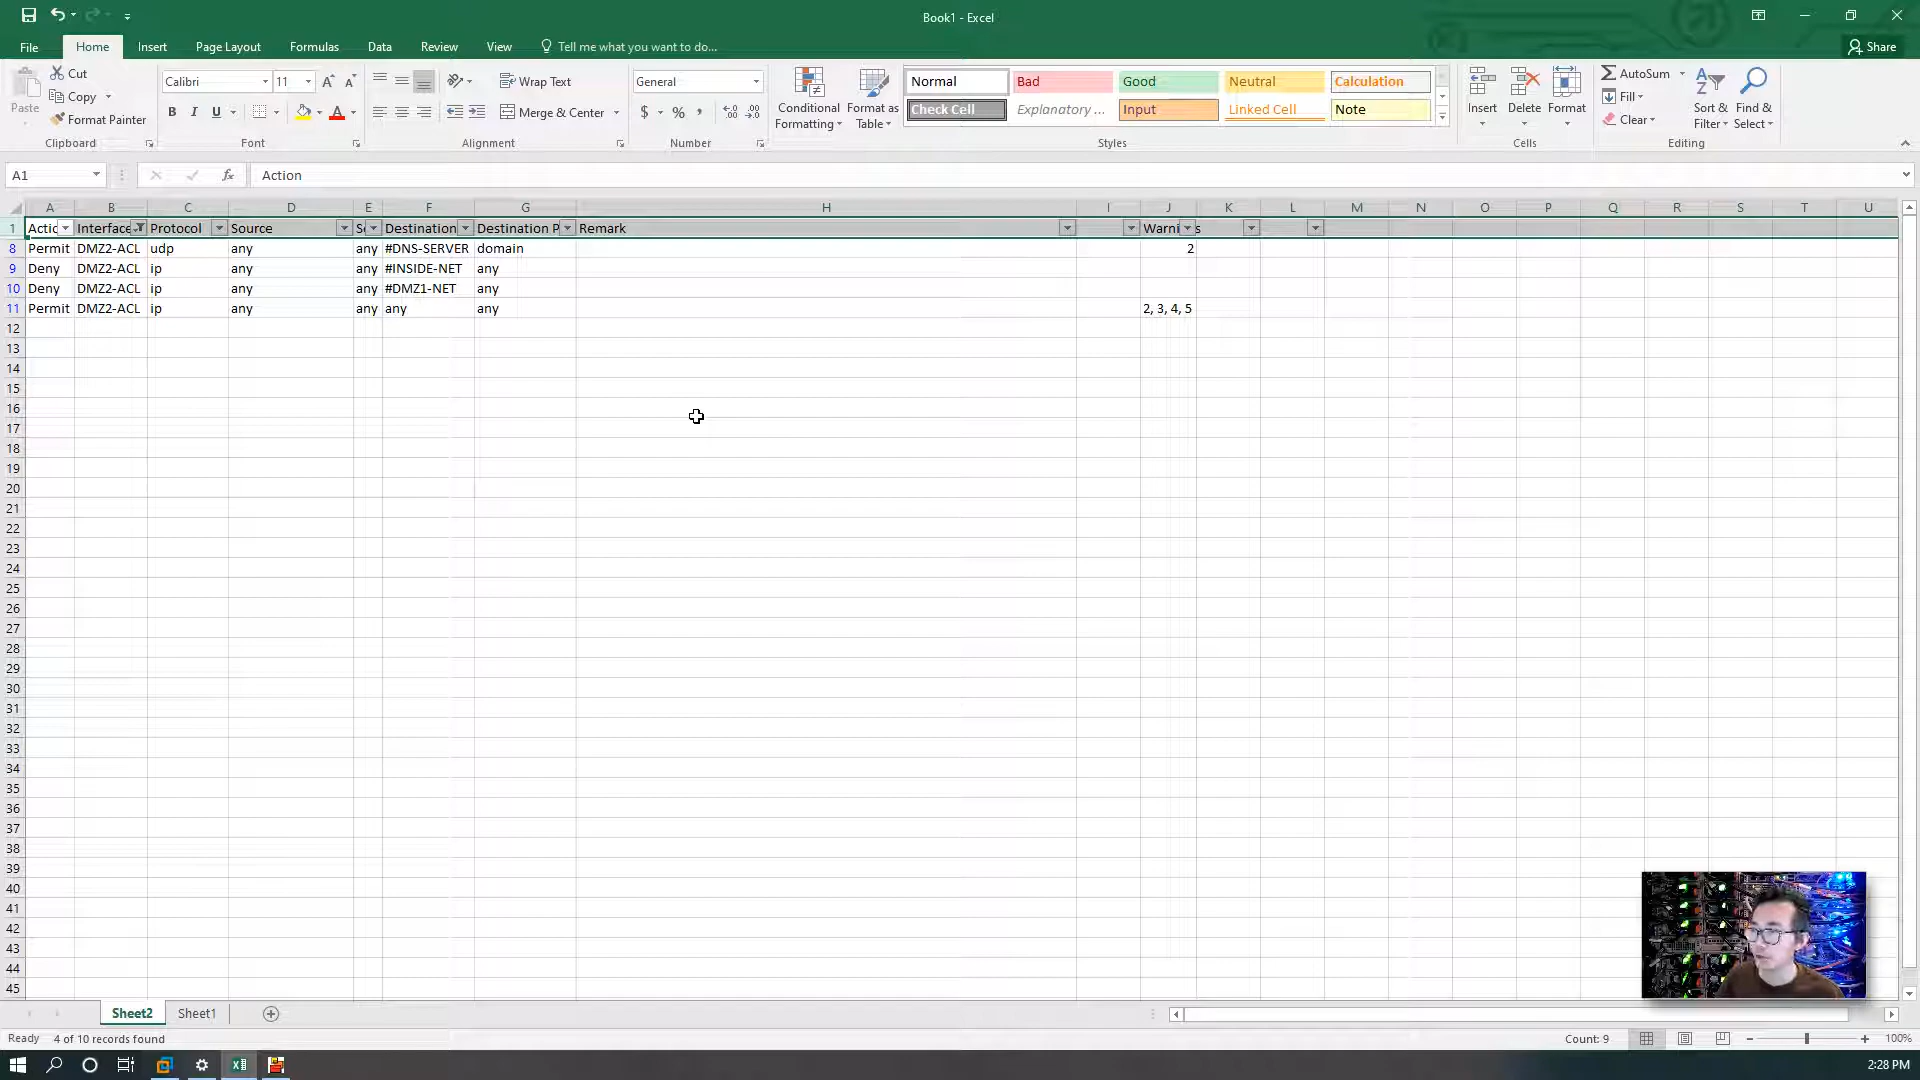 Book1 - Excel
File Home Insert Page Layout Formulas Data Review View Tell me what you want to do... Share
Paste Cut Copy Format Painter
Calibri 11
B I U
Wrap Text
Merge & Center
General
$ % ,
Conditional Formatting
Format as Table
Normal Bad Good Neutral Calculation
Check Cell Explanatory ... Input Linked Cell Note
Insert Delete Format
AutoSum
Fill
Clear
Sort & Filter
Find & Select
Clipboard Font Alignment Number Styles Cells Editing
A1 fx Action
A B C D E F G H I J K L M N O P Q R S T U
1 Actic Interface Protocol Source Se Destination Destination P Remark Warnings
8 Permit DMZ2-ACL udp any any #DNS-SERVER domain 2
9 Deny DMZ2-ACL ip any any #INSIDE-NET any
10 Deny DMZ2-ACL ip any any #DMZ1-NET any
11 Permit DMZ2-ACL ip any any any any 2, 3, 4, 5
12
13
14
15
16
17
18
19
20
21
22
23
24
25
26
27
28
29
30
31
32
33
34
35
36
37
38
39
40
41
42
43
44
45
Sheet2 Sheet1
Ready 4 of 10 records found Count: 9 100%
2:28 PM